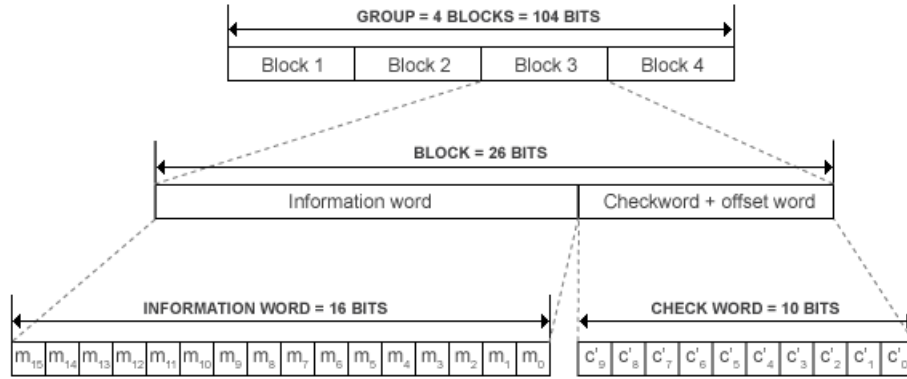 GROUP = 4 BLOCKS = 104 BITS
Block 1 Block 2 Block 3 Block 4
BLOCK = 26 BITS
Information word Checkword + offset word
INFORMATION WORD = 16 BITS CHECK WORD = 10 BITS
m₁₅ m₁₄ m₁₃ m₁₂ m₁₁ m₁₀ m₉ m₈ m₇ m₆ m₅ m₄ m₃ m₂ m₁ m₀ c'₉ c'₈ c'₇ c'₆ c'₅ c'₄ c'₃ c'₂ c'₁ c'₀